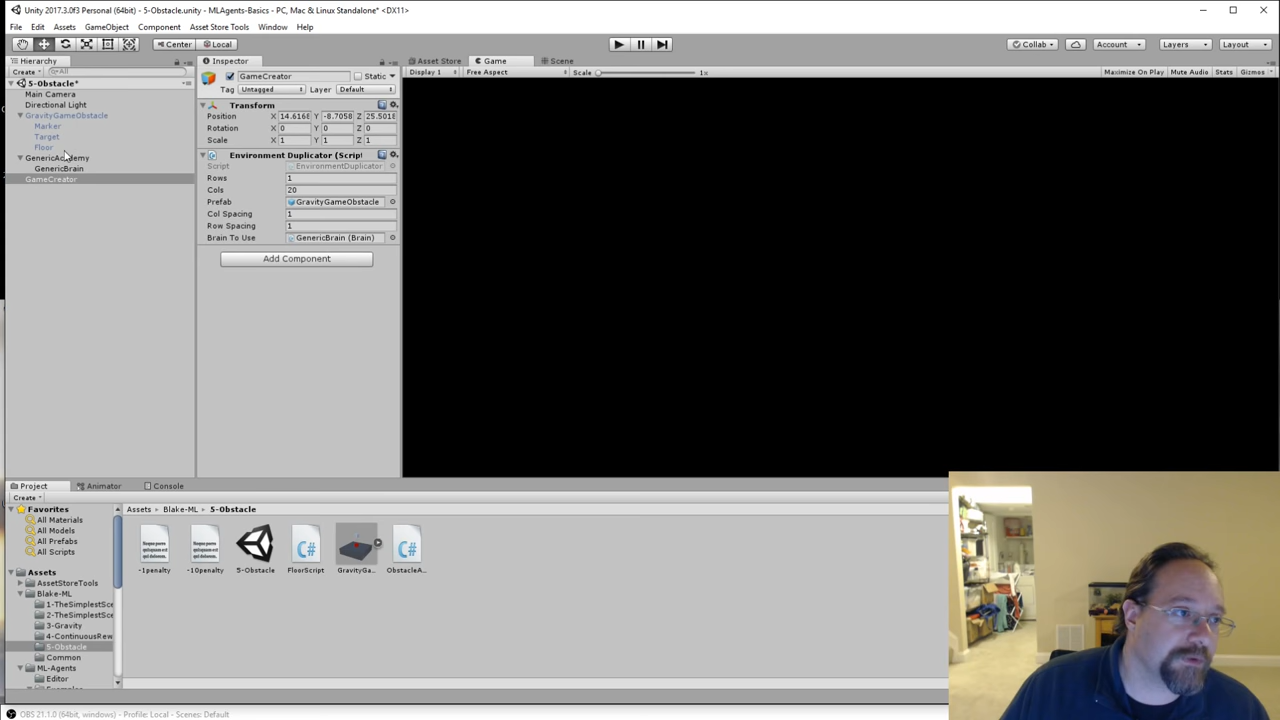 Unity 2017.3.0f3 Personal (64bit) - 5-Obstacle.unity - MLAgents-Basics - PC, Mac & Linux Standalone* <DX11>
File Edit Assets GameObject Component Asset Store Tools Window Help
Center Local Collab Account Layers Layout
Hierarchy Inspector Asset Store Game Scene
Create All GameCreator Static Display 1 Free Aspect Scale 1x Maximize On Play Mute Audio Stats Gizmos
5-Obstacle* Tag Untagged Layer Default
Main Camera
Directional Light Transform
GravityGameObstacle Position X 14.6168 Y -8.7058 Z 25.5018
Marker Rotation X 0 Y 0 Z 0
Target Scale X 1 Y 1 Z 1
Floor
GenericAcademy Environment Duplicator (Script
GenericBrain Script EnvironmentDuplicator
GameCreator Rows 1
Cols 20
Prefab GravityGameObstacle
Col Spacing 1
Row Spacing 1
Brain To Use GenericBrain (Brain)
Add Component
Project Animator Console
Create
Favorites Assets Blake-ML 5-Obstacle
All Materials
All Models
All Prefabs
All Scripts
-1penalty -10penalty 5-Obstacle FloorScript GravityGa... ObstacleA...
Assets
AssetStoreTools
Blake-ML
1-TheSimplestSce
2-TheSimplestSce
3-Gravity
4-ContinuousRew
5-Obstacle
Common
ML-Agents
Editor
OBS 21.1.0 (64bit, windows) - Profile: Local - Scenes: Default